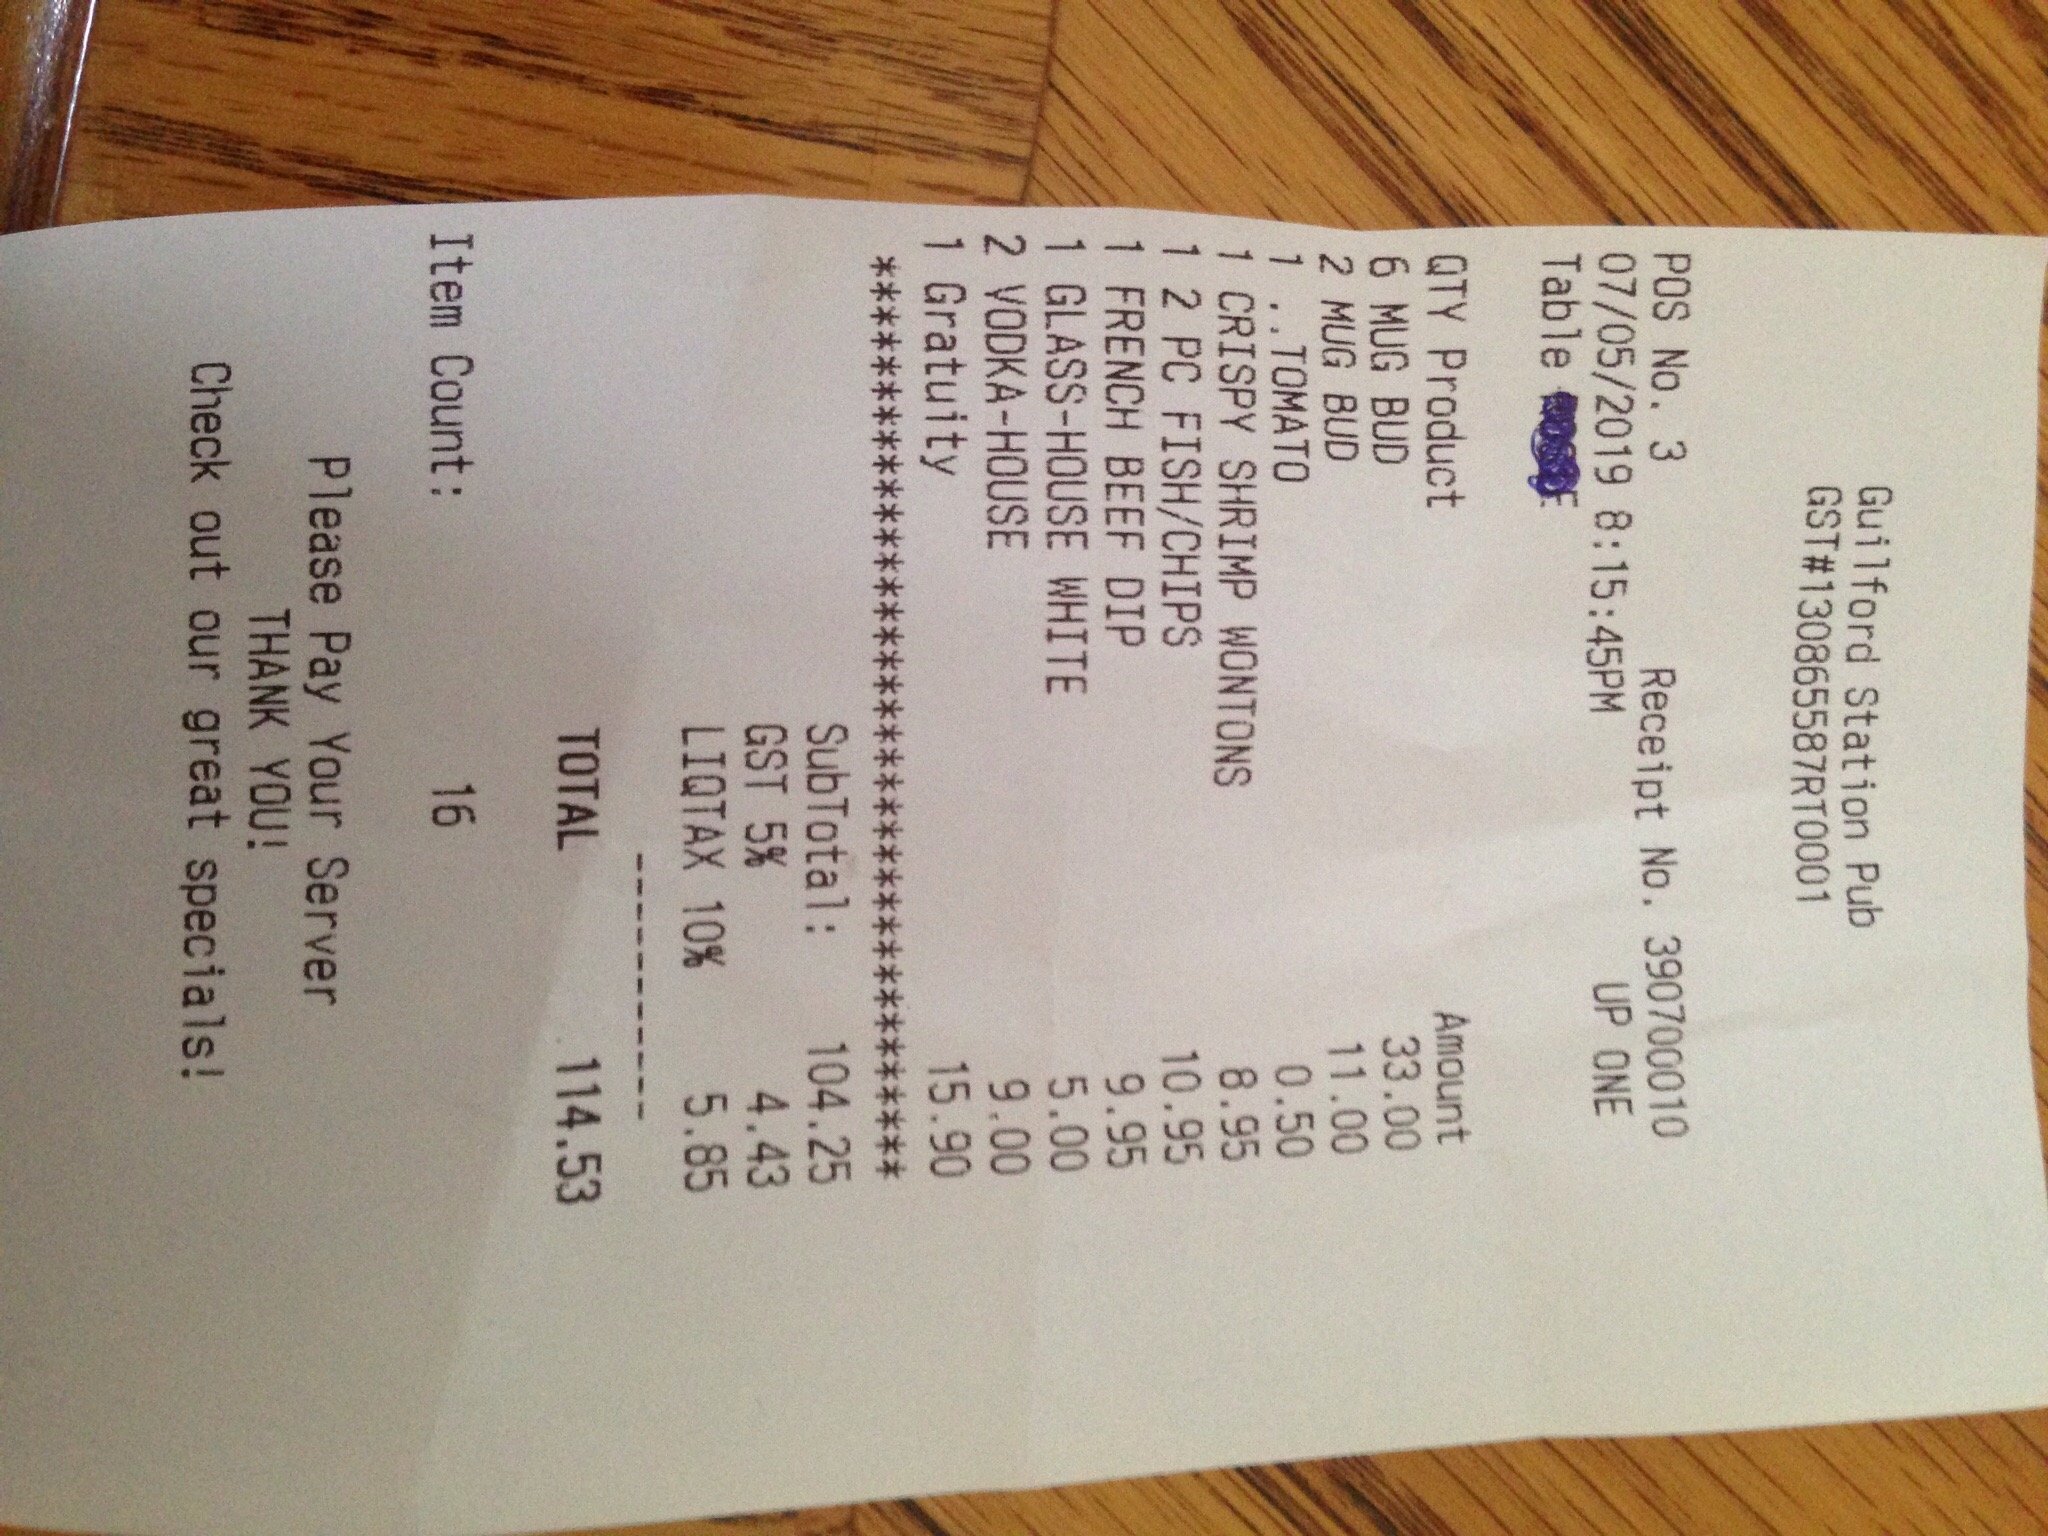 Guilford Station Pub
GST#130865587RT0001
Receipt No. 390700010
POS No. 3
07/05/2019 8:15:45PM UP ONE
Table
QTY Product Amount
6 MUG BUD 33.00
2 MUG BUD 11.00
1 ..TOMATO 0.50
1 CRISPY SHRIMP WONTONS 8.95
1 2 PC FISH/CHIPS 10.95
1 FRENCH BEEF DIP 9.95
1 GLASS-HOUSE WHITE 5.00
2 VODKA-HOUSE 9.00
1 Gratuity 15.90
****************************************
SubTotal: 104.25
GST 5% 4.43
LIQTAX 10% 5.85
-----------
TOTAL 114.53
Item Count: 16
Please Pay Your Server
THANK YOU!
Check out our great specials!